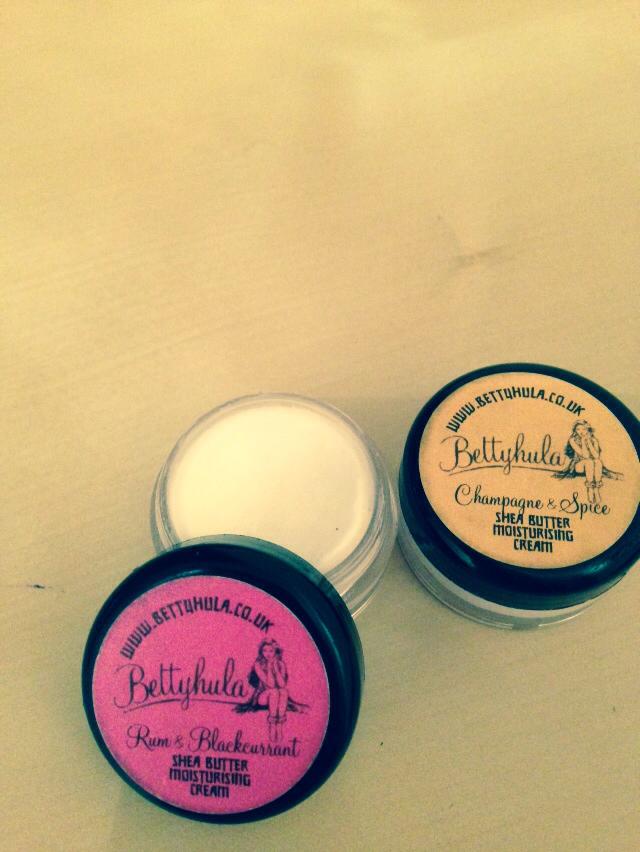 WWW.BETTYHULA.CO.UK
Bettyhula
Champagne & Spice
SHEA BUTTER
MOISTURISING
CREAM
WWW.BETTYHULA.CO.UK
Bettyhula
Rum & Blackcurrant
SHEA BUTTER
MOISTURISING
CREAM